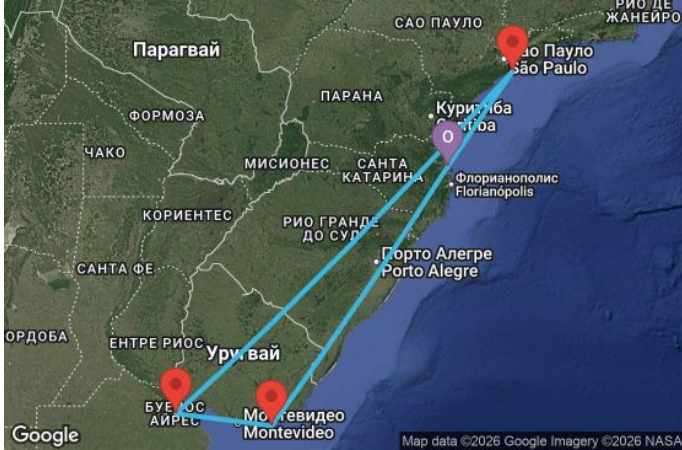 РИО ДЕ
ЖАНЕЙРО
САО ПАУЛО
Парагвай
Сао Пауло
São Paulo
ПАРАНА
ФОРМОЗА
Куритиба
Curitiba
O
ЧАКО
МИСИОНЕС
САНТА
КАТАРИНА
Флорианополис
Florianópolis
КОРИЕНТЕС
РИО ГРАНДЕ
ДО СУЛ
Порто Алегре
Porto Alegre
САНТА ФЕ
ОРДОБА
ЕНТРЕ РИОС
Уругвай
БУЕНОС
АЙРЕС
Монтевидео
Montevideo
Google
Map data ©2026 Google Imagery ©2026 NASA